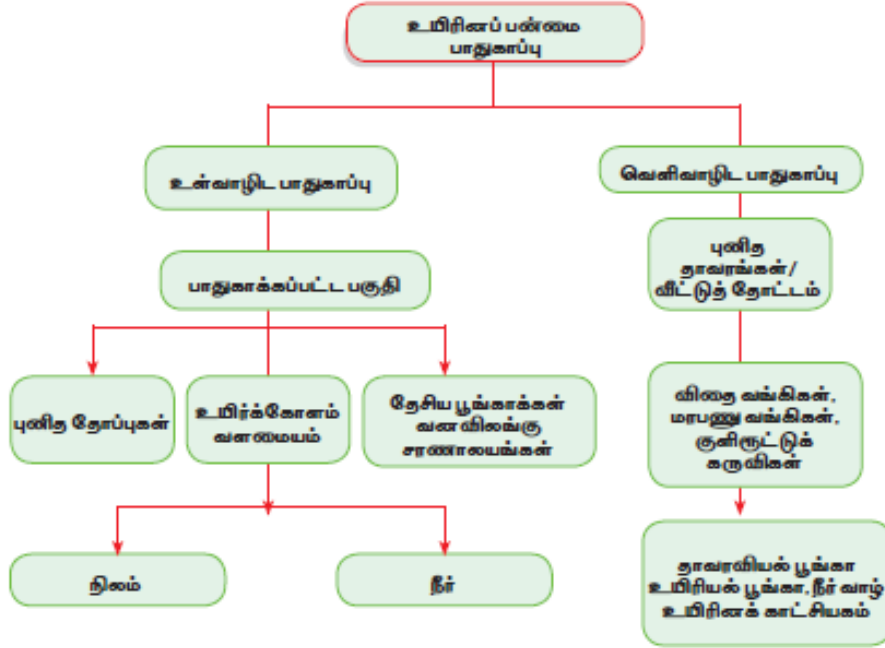 உயிரினப் பன்மை
பாதுகாப்பு
உள்வாழிட பாதுகாப்பு
வெளிவாழிட பாதுகாப்பு
பாதுகாக்கப்பட்ட பகுதி
புனித
தாவரங்கள்/
வீட்டுத் தோட்டம்
புனித தோப்புகள்
உயிர்க்கோளம்
வளமையம்
தேசிய பூங்காக்கள்
வனவிலங்கு
சரணாலயங்கள்
விதை வங்கிகள்,
மரபணு வங்கிகள்,
குளிரூட்டுக்
கருவிகள்
நிலம்
நீர்
தாவரவியல் பூங்கா
உயிரியல் பூங்கா, நீர் வாழ்
உயிரினக் காட்சியகம்